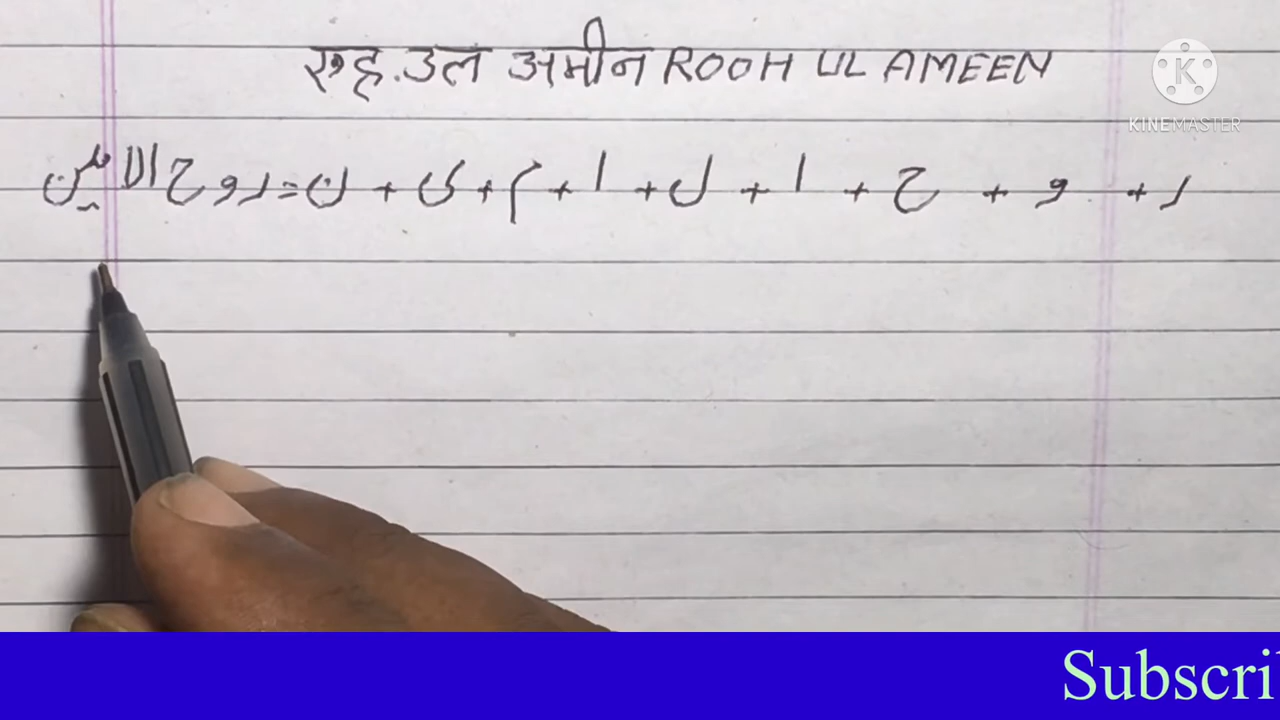 रुह.उल अमीन ROOH UL AMEEN
KINEMASTER
ر + و + ح + ا + ل + ا + م + ی + ن = روح الامین
Subscri